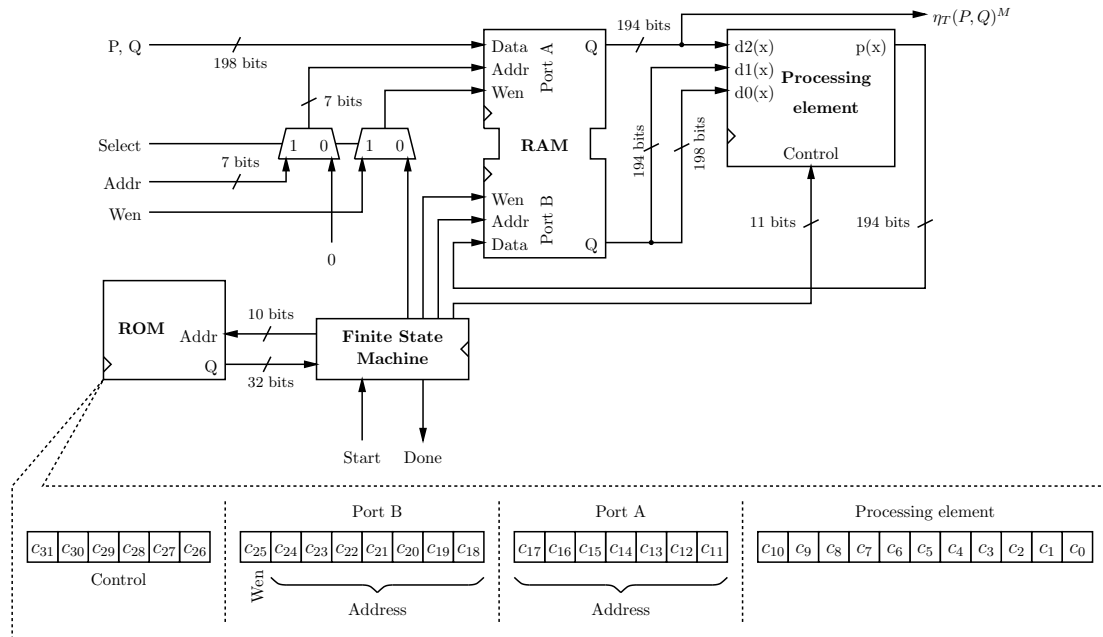 P, Q
198 bits
Select
7 bits
7 bits
Addr
Wen
1 0
1 0
0
Data
Addr
Wen
Port A
Q
RAM
Wen
Addr
Data
Port B
Q
194 bits
η_T(P, Q)^M
d2(x)
d1(x)
d0(x)
p(x)
Processing
element
Control
194 bits
198 bits
11 bits
194 bits
ROM
Addr
Q
10 bits
32 bits
Finite State
Machine
Start
Done
Port B
Port A
Processing element
c31 c30 c29 c28 c27 c26
c25 c24 c23 c22 c21 c20 c19 c18
c17 c16 c15 c14 c13 c12 c11
c10 c9 c8 c7 c6 c5 c4 c3 c2 c1 c0
Control
Wen
Address
Address